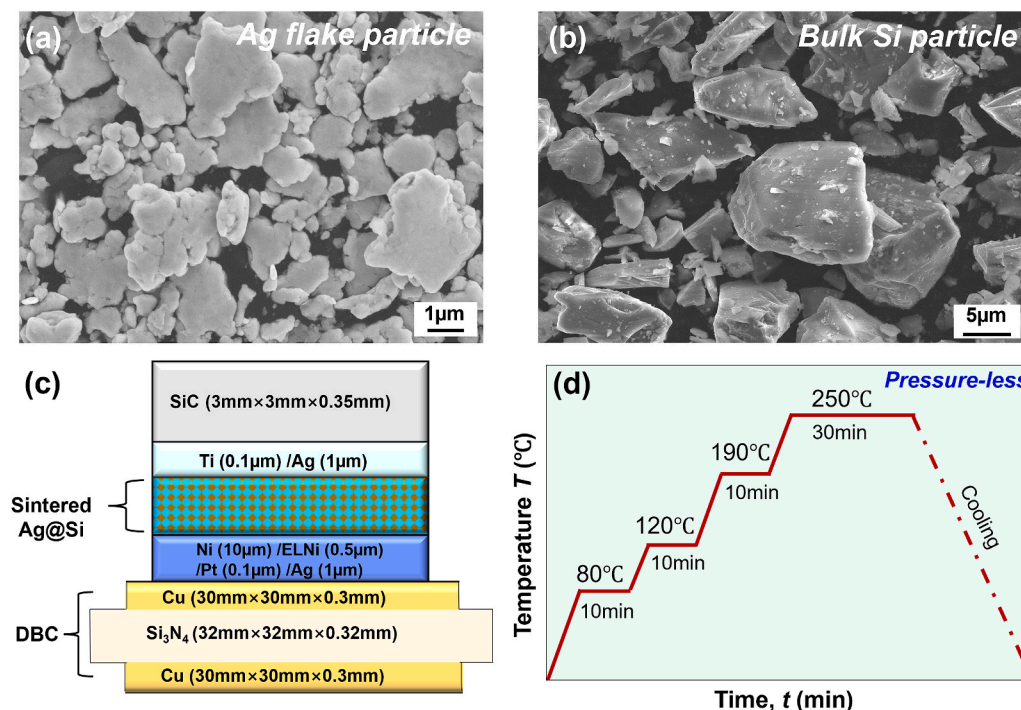 (a)
Ag flake particle
1μm
(b)
Bulk Si particle
5μm
(c)
SiC (3mm×3mm×0.35mm)
Ti (0.1μm) /Ag (1μm)
Sintered
Ag@Si
Ni (10μm) /ELNi (0.5μm)
/Pt (0.1μm) /Ag (1μm)
Cu (30mm×30mm×0.3mm)
DBC
Si₃N₄ (32mm×32mm×0.32mm)
Cu (30mm×30mm×0.3mm)
(d)
Pressure-less
Temperature T (℃)
80℃
10min
120℃
10min
190℃
10min
250℃
30min
Cooling
Time, t (min)